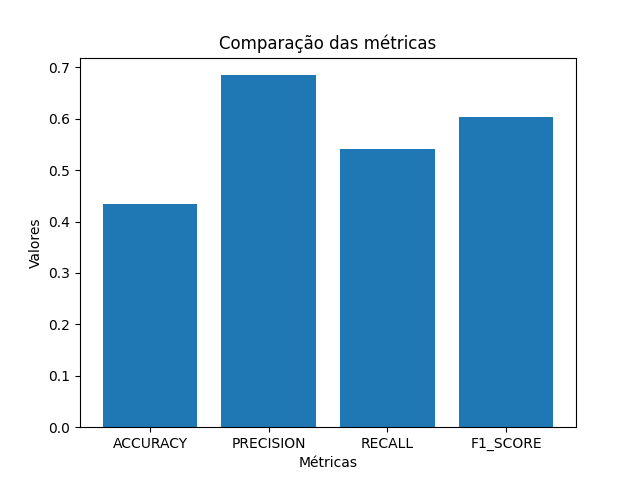 Comparação das métricas
0.7
0.6
0.5
0.4
0.3
0.2
0.1
0.0
Valores
ACCURACY PRECISION RECALL F1_SCORE
Métricas